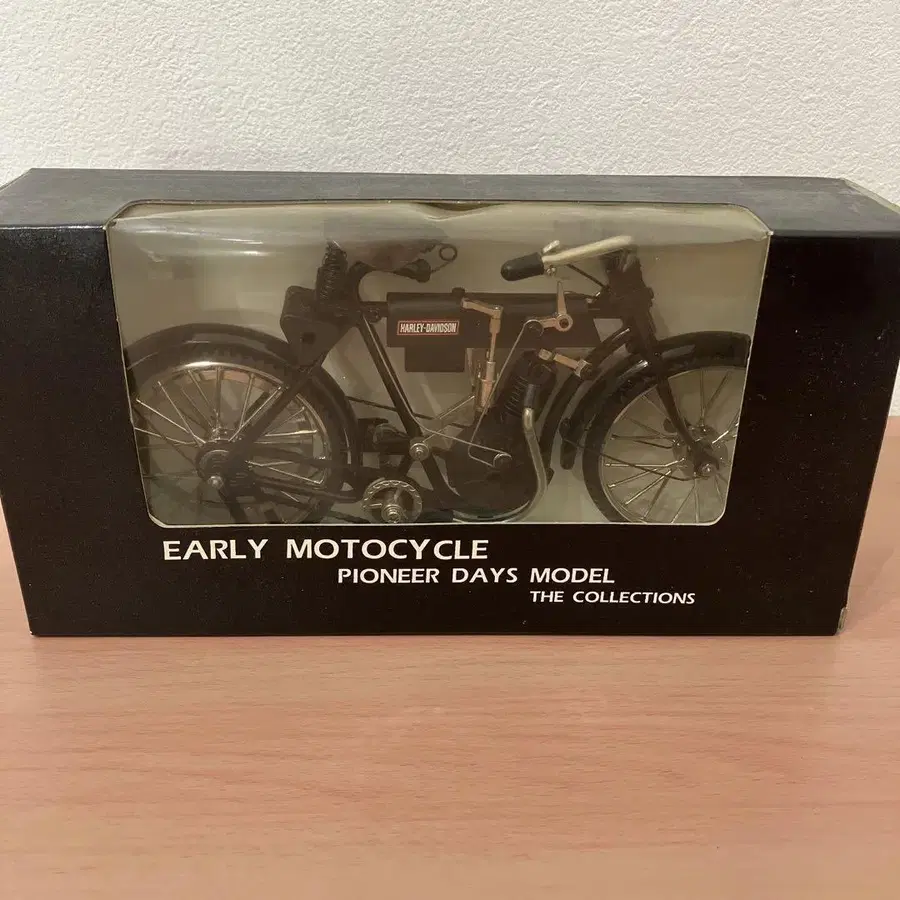 HARLEY-DAVIDSON
EARLY MOTOCYCLE
PIONEER DAYS MODEL
THE COLLECTIONS